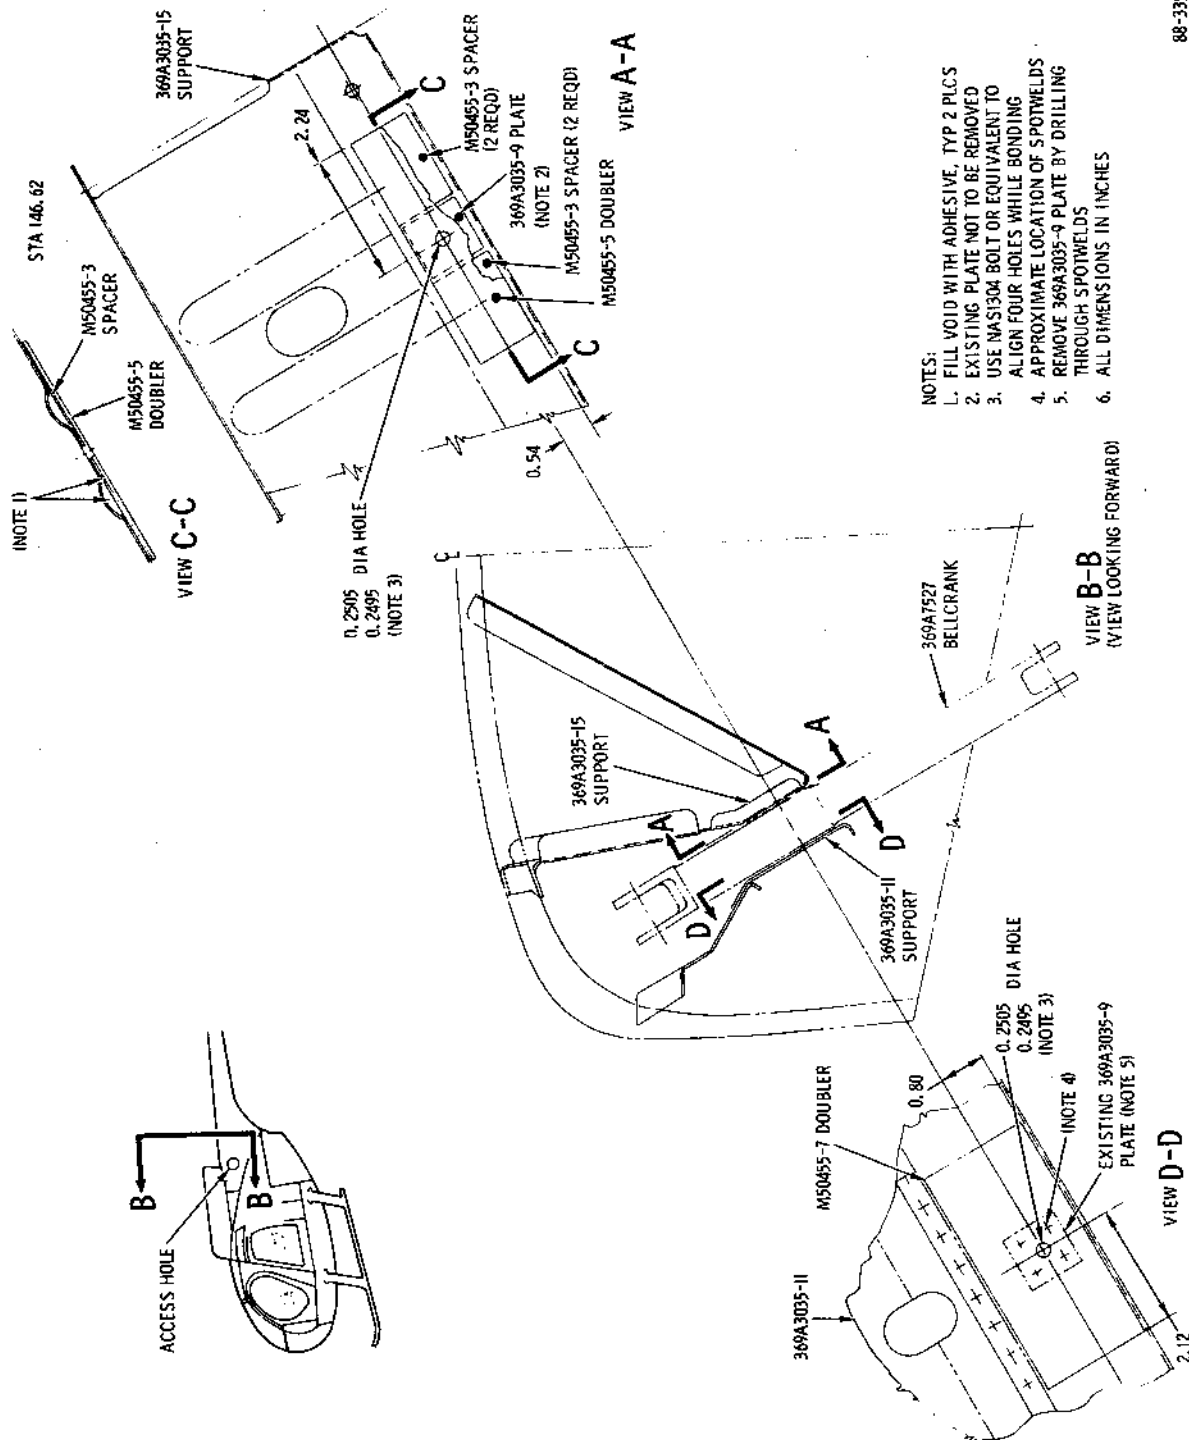 ACCESS HOLE
B
B
(NOTE 1)
M50455-3
SPACER
M50455-5
DOUBLER
VIEW C-C
STA 146.62
369A3035-15
SUPPORT
2.24
C
M50455-3 SPACER
(2 REQD)
369A3035-9 PLATE
(NOTE 2)
M50455-3 SPACER (2 REQD)
M50455-5 DOUBLER
C
VIEW A-A
0.2505
0.2495
DIA HOLE
(NOTE 3)
0.54
369A3035-15
SUPPORT
A
A
D
D
369A3035-11
SUPPORT
369A7527
BELLCRANK
VIEW B-B
(VIEW LOOKING FORWARD)
M50455-7 DOUBLER
369A3035-11
0.80
0.2505
0.2495
DIA HOLE
(NOTE 3)
(NOTE 4)
EXISTING 369A3035-9
PLATE (NOTE 5)
2.12
VIEW D-D
NOTES:
1. FILL VOID WITH ADHESIVE, TYP 2 PLCS
2. EXISTING PLATE NOT TO BE REMOVED
3. USE NAS1304 BOLT OR EQUIVALENT TO
ALIGN FOUR HOLES WHILE BONDING
4. APPROXIMATE LOCATION OF SPOTWELDS
5. REMOVE 369A3035-9 PLATE BY DRILLING
THROUGH SPOTWELDS
6. ALL DIMENSIONS IN INCHES